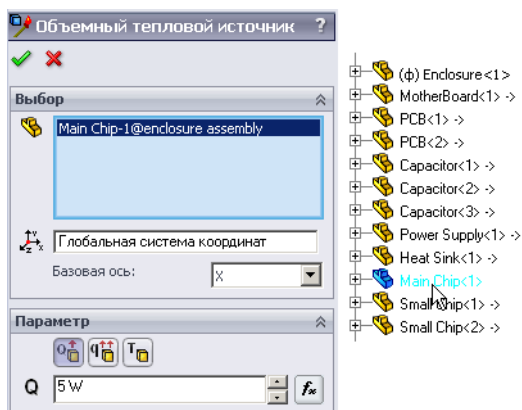 Объемный тепловой источник ?
Выбор
Main Chip-1@enclosure assembly
Глобальная система координат
Базовая ось: X
Параметр
Q 5 W
(ф) Enclosure<1>
MotherBoard<1> ->
PCB<1> ->
PCB<2> ->
Capacitor<1> ->
Capacitor<2> ->
Capacitor<3> ->
Power Supply<1> ->
Heat Sink<1> ->
Main Chip<1>
Small Chip<1> ->
Small Chip<2> ->